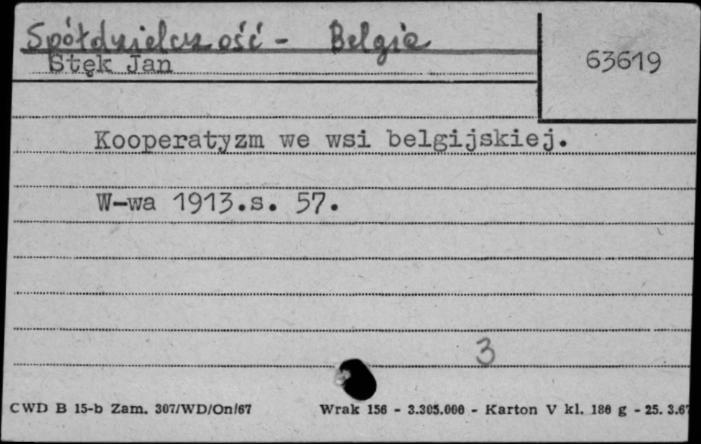 Spółdzielczość - Belgia
Stęk Jan
63619
Kooperatyzm we wsi belgijskiej.
W-wa 1913.s. 57.
3
CWD B 15-b Zam. 307/WD/On/67
Wrak 156 - 3.305.000 - Karton V kl. 180 g - 25. 3.67